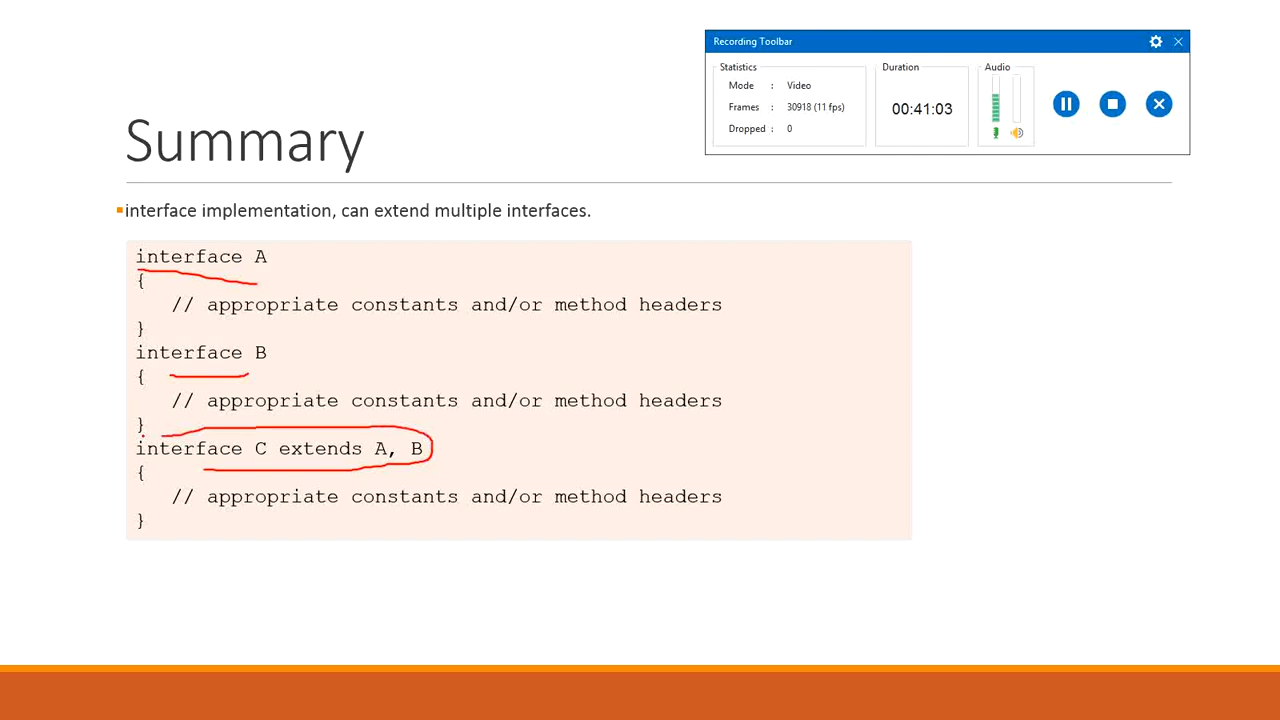 Recording Toolbar
Statistics
Mode : Video
Frames : 30918 (11 fps)
Dropped : 0
Duration
00:41:03
Audio
Summary
interface implementation, can extend multiple interfaces.
interface A
{
// appropriate constants and/or method headers
}
interface B
{
// appropriate constants and/or method headers
}
interface C extends A, B
{
// appropriate constants and/or method headers
}